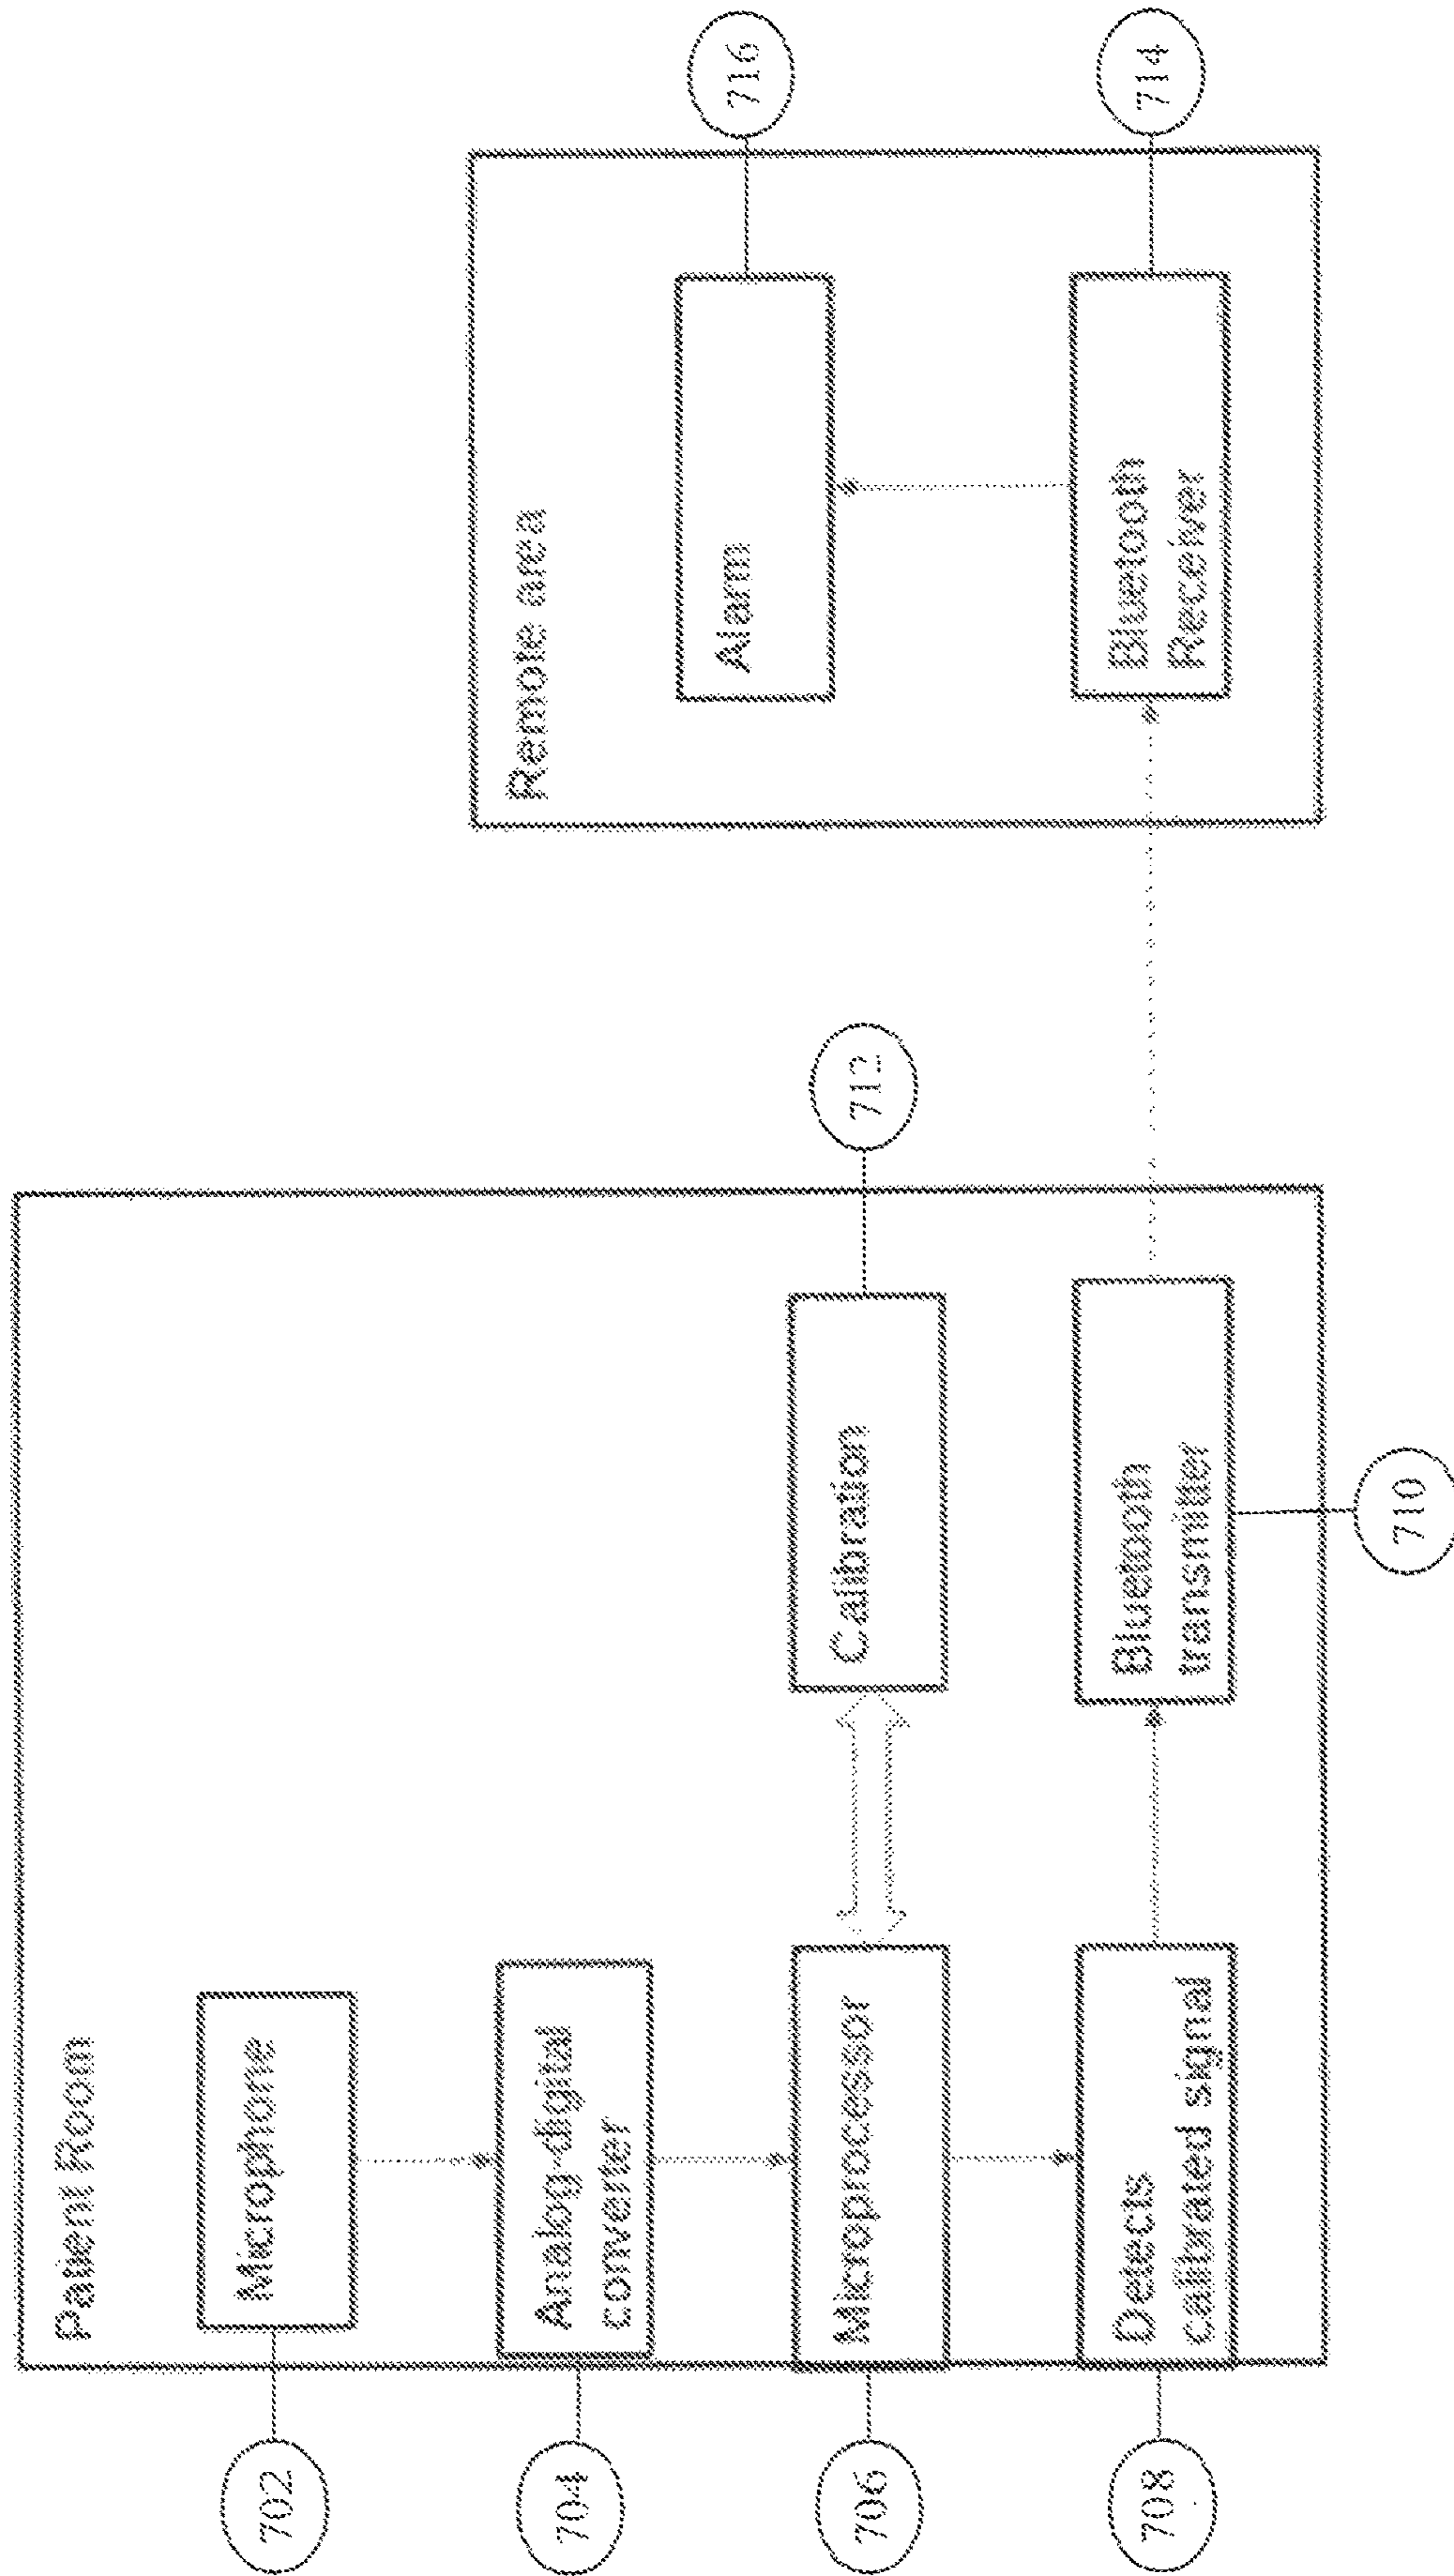 Patient Room
Microphone
702
Analog-digital
converter
704
Microprocessor
706
Calibration
712
Detects
calibrated signal
708
Bluetooth
transmitter
710
Remote area
Alarm
716
Bluetooth
Receiver
714